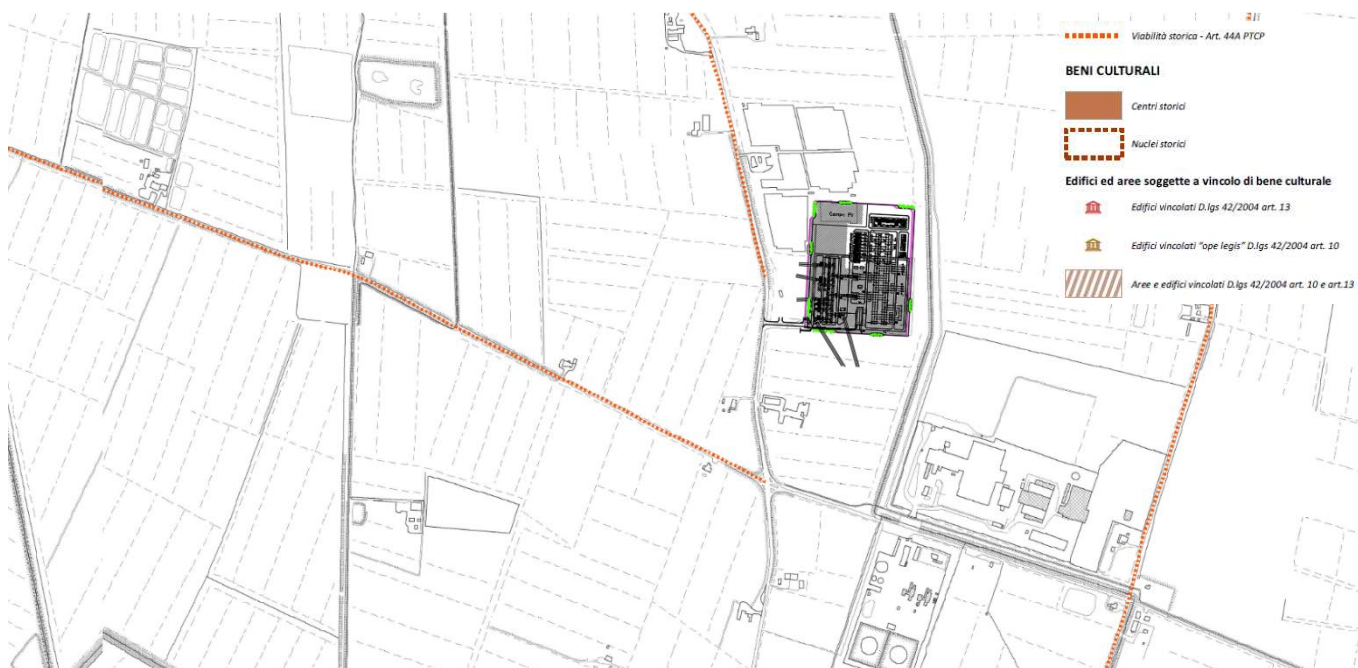 Viabilità storica - Art. 44A PTCP
BENI CULTURALI
Centri storici
Nuclei storici
Edifici ed aree soggette a vincolo di bene culturale
Edifici vincolati D.lgs 42/2004 art. 13
Edifici vincolati "ope legis" D.lgs 42/2004 art. 10
Aree e edifici vincolati D.lgs 42/2004 art. 10 e art.13